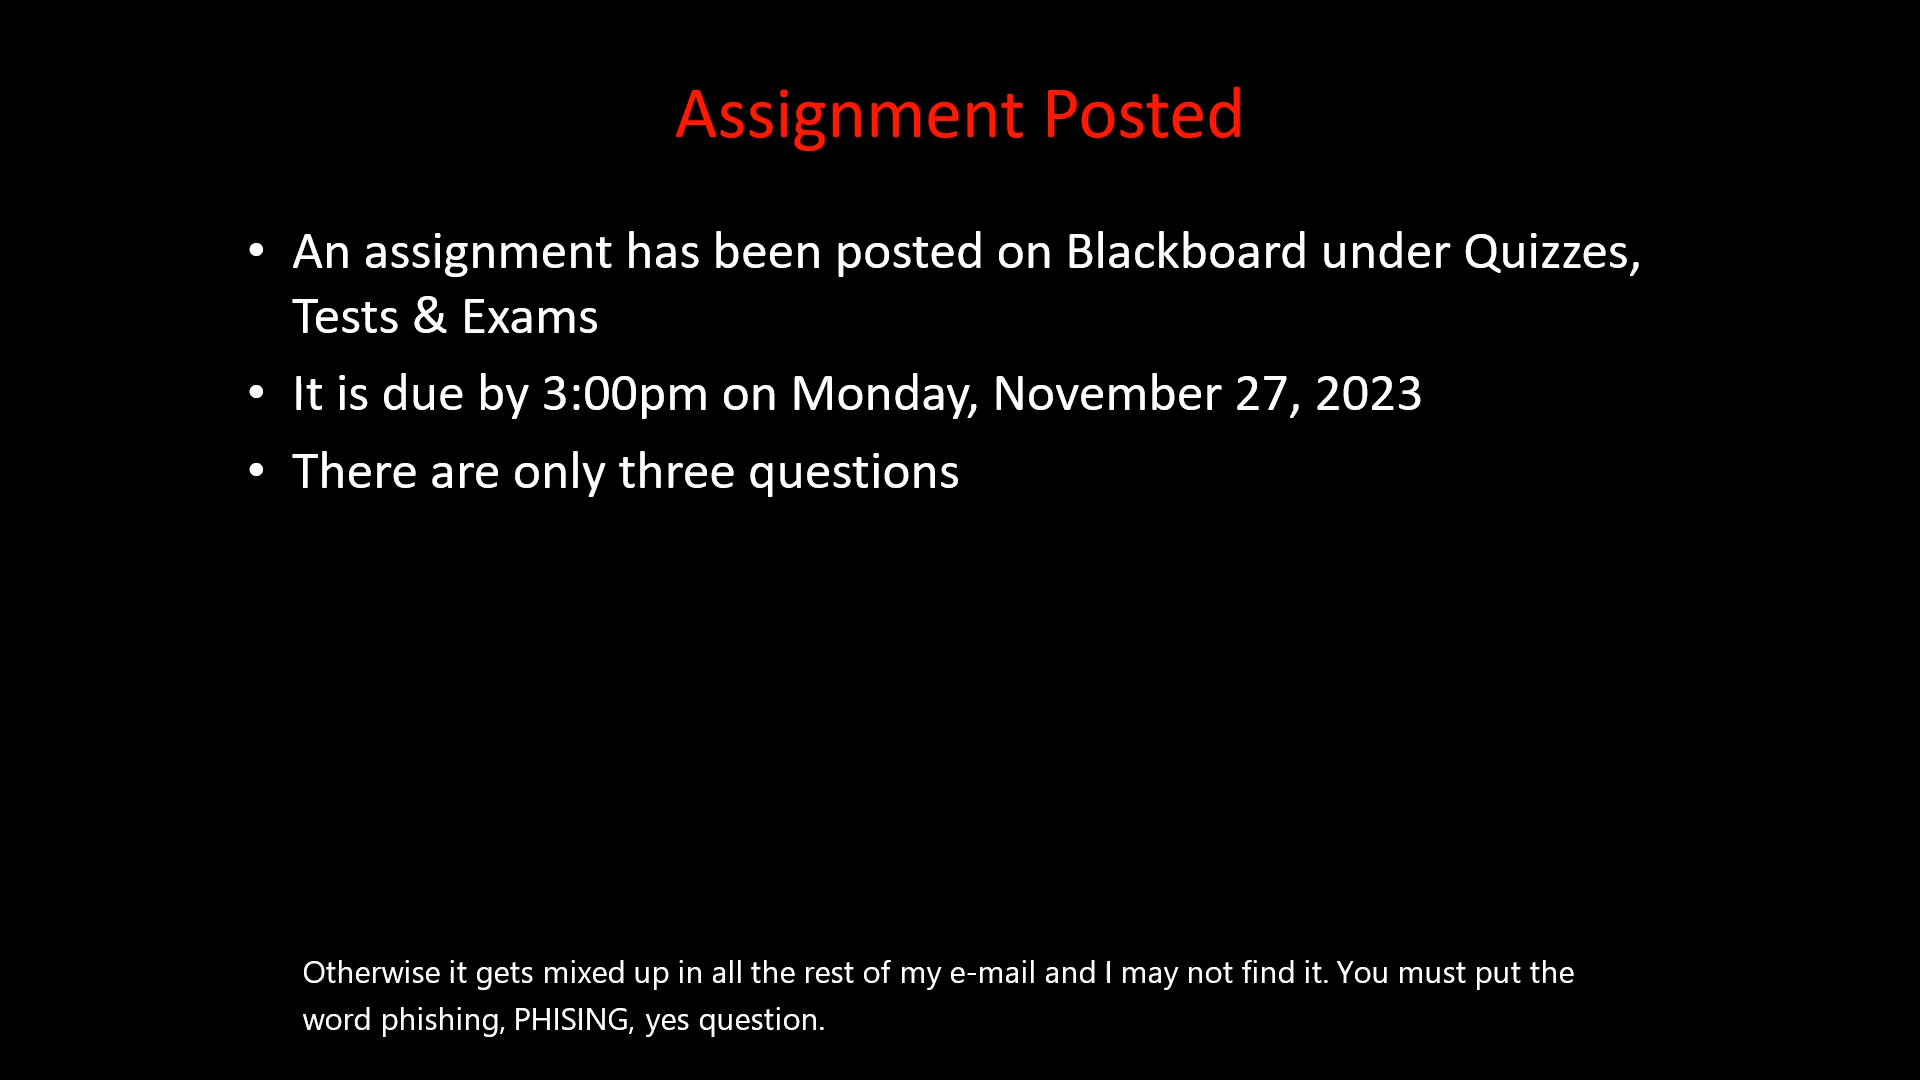 Assignment Posted
• An assignment has been posted on Blackboard under Quizzes,
Tests & Exams
• It is due by 3:00pm on Monday, November 27, 2023
• There are only three questions
Otherwise it gets mixed up in all the rest of my e-mail and I may not find it. You must put the
word phishing, PHISING, yes question.